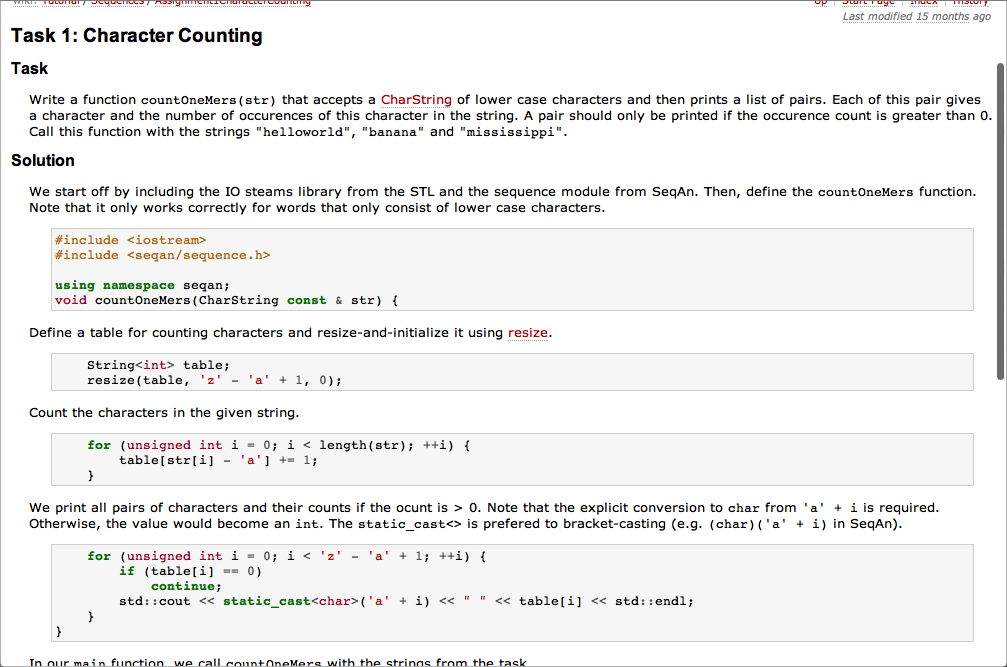 Wiki: Tutorial / Sequences / Assignment1CharacterCounting
Up | Start Page | Index | History
Last modified 15 months ago
Task 1: Character Counting
Task
Write a function countOneMers(str) that accepts a CharString of lower case characters and then prints a list of pairs. Each of this pair gives
a character and the number of occurences of this character in the string. A pair should only be printed if the occurence count is greater than 0.
Call this function with the strings "helloworld", "banana" and "mississippi".
Solution
We start off by including the IO steams library from the STL and the sequence module from SeqAn. Then, define the countOneMers function.
Note that it only works correctly for words that only consist of lower case characters.
#include <iostream>
#include <seqan/sequence.h>
using namespace seqan;
void countOneMers(CharString const & str) {
Define a table for counting characters and resize-and-initialize it using resize.
String<int> table;
resize(table, 'z' - 'a' + 1, 0);
Count the characters in the given string.
for (unsigned int i = 0; i < length(str); ++i) {
table[str[i] - 'a'] += 1;
}
We print all pairs of characters and their counts if the ocunt is > 0. Note that the explicit conversion to char from 'a' + i is required.
Otherwise, the value would become an int. The static_cast<> is prefered to bracket-casting (e.g. (char)('a' + i) in SeqAn).
for (unsigned int i = 0; i < 'z' - 'a' + 1; ++i) {
if (table[i] == 0)
continue;
std::cout << static_cast<char>('a' + i) << " " << table[i] << std::endl;
}
}
In our main function, we call countOneMers with the strings from the task.